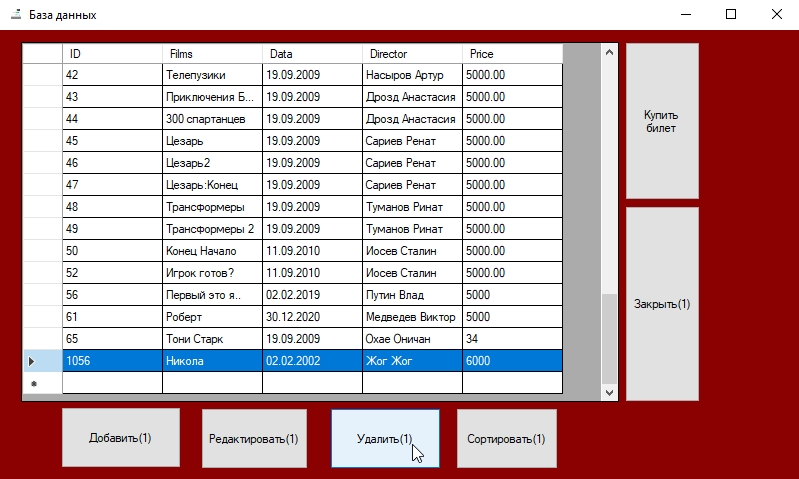 База данных
ID Films Data Director Price
42 Телепузики 19.09.2009 Насыров Артур 5000.00
43 Приключения Б... 19.09.2009 Дрозд Анастасия 5000.00
44 300 спартанцев 19.09.2009 Дрозд Анастасия 5000.00
45 Цезарь 19.09.2009 Сариев Ренат 5000.00
46 Цезарь2 19.09.2009 Сариев Ренат 5000.00
47 Цезарь:Конец 19.09.2009 Сариев Ренат 5000.00
48 Трансформеры 19.09.2009 Туманов Ринат 5000.00
49 Трансформеры 2 19.09.2009 Туманов Ринат 5000.00
50 Конец Начало 11.09.2010 Иосев Сталин 5000.00
52 Игрок готов? 11.09.2010 Иосев Сталин 5000.00
56 Первый это я.. 02.02.2019 Путин Влад 5000
61 Роберт 30.12.2020 Медведев Виктор 5000
65 Тони Старк 19.09.2009 Охае Оничан 34
1056 Никола 02.02.2002 Жог Жог 6000
Купить
билет
Закрыть(1)
Добавить(1) Редактировать(1) Удалить(1) Сортировать(1)